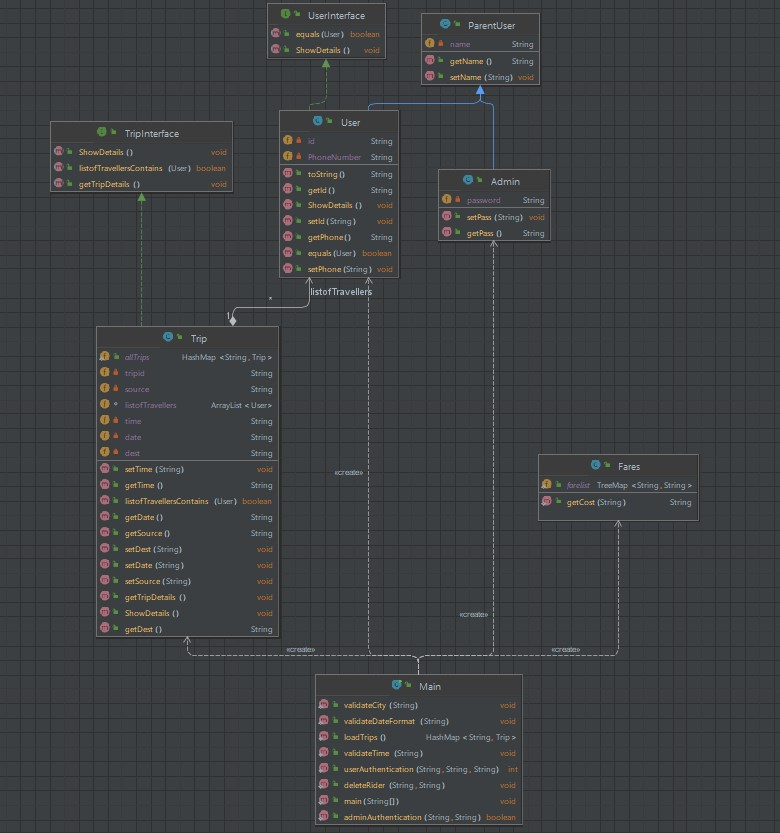 UserInterface
equals(User) boolean
ShowDetails () void
ParentUser
name String
getName () String
setName (String) void
TripInterface
ShowDetails () void
listofTravellersContains (User) boolean
getTripDetails () void
User
id String
PhoneNumber String
toString() String
getId() String
ShowDetails () void
setId (String) void
getPhone() String
equals(User) boolean
setPhone(String) void
Admin
password String
setPass (String) void
getPass () String
listofTravellers
*
1
Trip
allTrips HashMap <String, Trip>
tripid String
source String
listofTravellers ArrayList <User>
time String
date String
dest String
setTime (String) void
getTime () String
listofTravellersContains (User) boolean
getDate () String
getSource () String
setDest (String) void
setDate (String) void
setSource (String) void
getTripDetails () void
ShowDetails () void
getDest () String
«create»
Fares
farelist TreeMap <String, String>
getCost (String) String
«create»
«create»
«create»
Main
validateCity (String) void
validateDateFormat (String) void
loadTrips () HashMap <String, Trip>
validateTime (String) void
userAuthentication (String, String, String) int
deleteRider (String, String) void
main (String[]) void
adminAuthentication (String, String) boolean